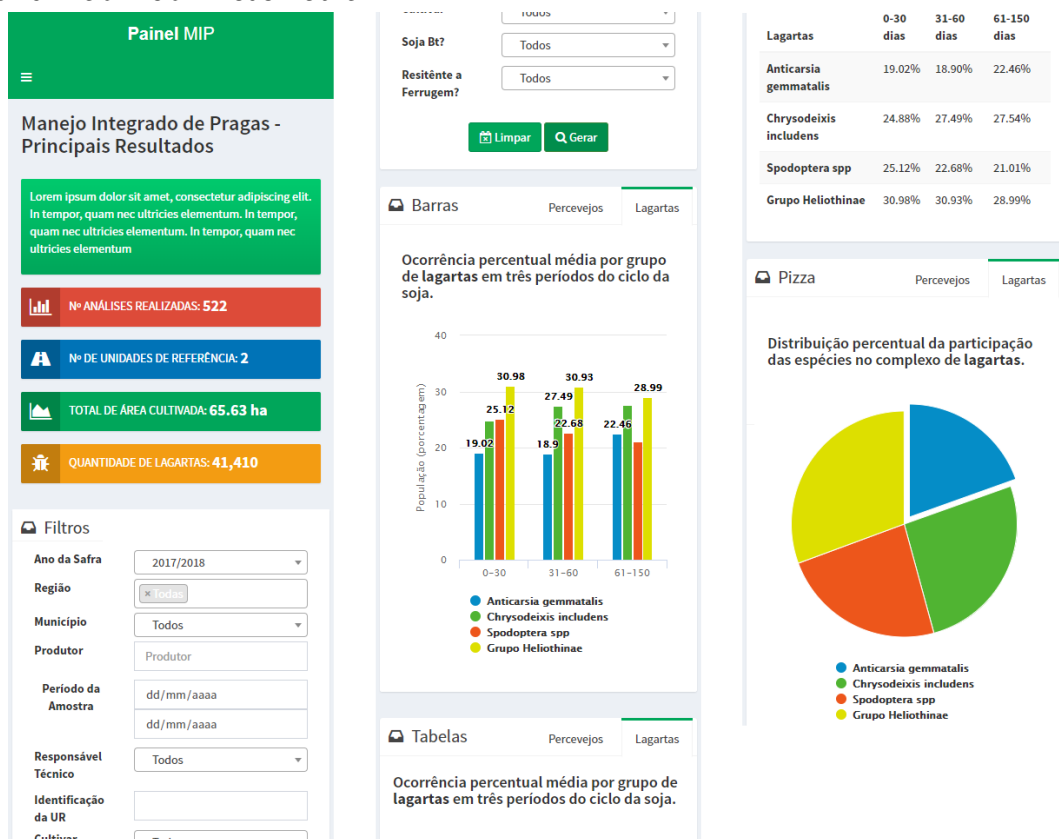 Painel MIP
Manejo Integrado de Pragas -
Principais Resultados
Lorem ipsum dolor sit amet, consectetur adipiscing elit.
In tempor, quam nec ultricies elementum. In tempor,
quam nec ultricies elementum. In tempor, quam nec
ultricies elementum
Nº ANÁLISES REALIZADAS: 522
Nº DE UNIDADES DE REFERÊNCIA: 2
TOTAL DE ÁREA CULTIVADA: 65.63 ha
QUANTIDADE DE LAGARTAS: 41,410
Filtros
Ano da Safra 2017/2018
Região × Todas
Município Todos
Produtor Produtor
Período da
Amostra
dd/mm/aaaa
dd/mm/aaaa
Responsável
Técnico
Todos
Identificação
da UR
Soja Bt? Todos
Resitênte a
Ferrugem?
Todos
Limpar Gerar
Barras Percevejos Lagartas
Ocorrência percentual média por grupo
de lagartas em três períodos do ciclo da
soja.
População (porcentagem)
40
30
20
10
0
19.02 25.12 30.98
18.9 27.49 22.68 30.93
22.46 28.99
0-30 31-60 61-150
Anticarsia gemmatalis
Chrysodeixis includens
Spodoptera spp
Grupo Heliothinae
Tabelas Percevejos Lagartas
Ocorrência percentual média por grupo de
lagartas em três períodos do ciclo da soja.
Lagartas 0-30 dias 31-60 dias 61-150 dias
Anticarsia gemmatalis 19.02% 18.90% 22.46%
Chrysodeixis includens 24.88% 27.49% 27.54%
Spodoptera spp 25.12% 22.68% 21.01%
Grupo Heliothinae 30.98% 30.93% 28.99%
Pizza Percevejos Lagartas
Distribuição percentual da participação
das espécies no complexo de lagartas.
Anticarsia gemmatalis
Chrysodeixis includens
Spodoptera spp
Grupo Heliothinae